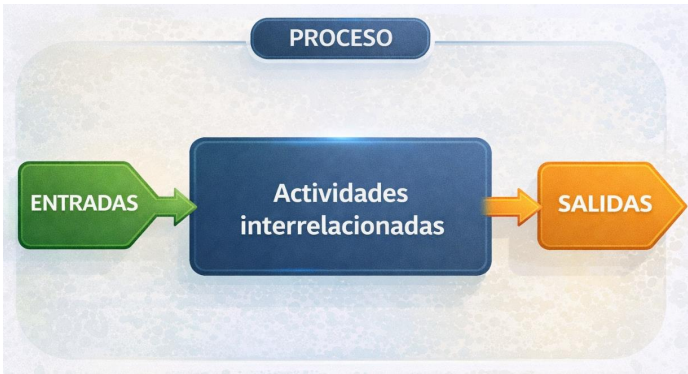 PROCESO
ENTRADAS
Actividades
interrelacionadas
SALIDAS